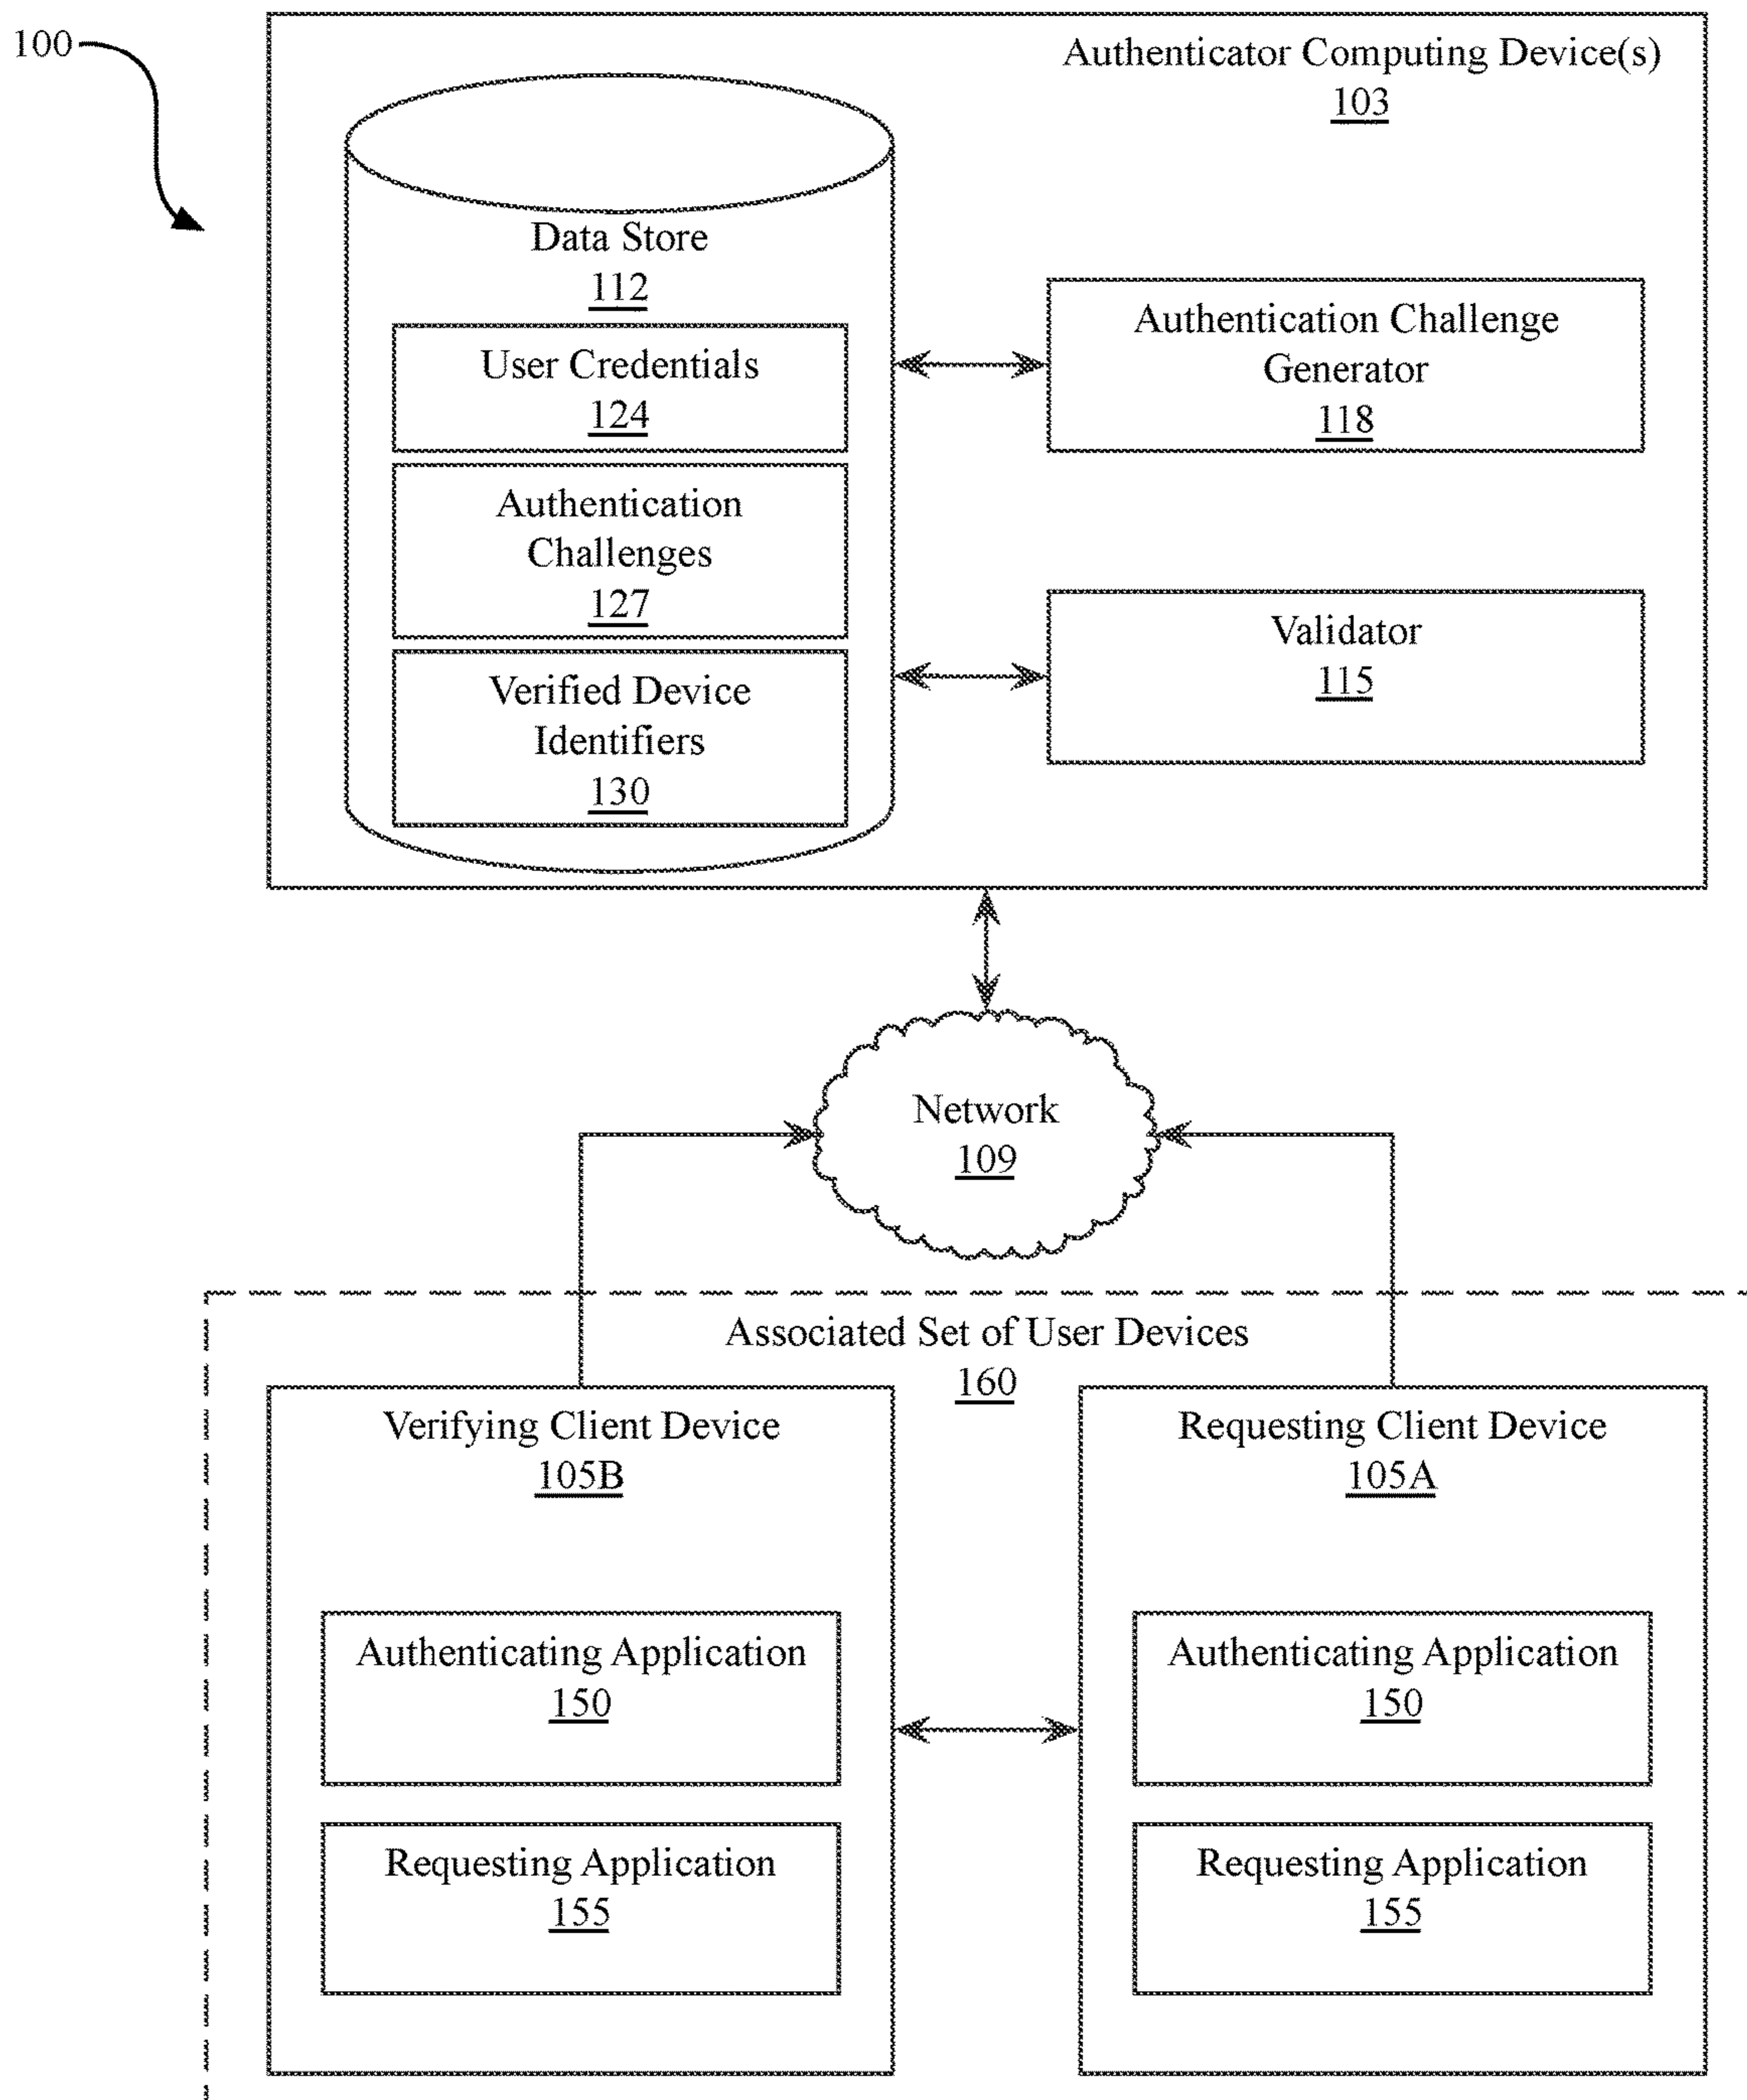 100
Authenticator Computing Device(s)
103
Data Store
112
User Credentials
124
Authentication
Challenges
127
Verified Device
Identifiers
130
Authentication Challenge
Generator
118
Validator
115
Network
109
Associated Set of User Devices
160
Verifying Client Device
105B
Authenticating Application
150
Requesting Application
155
Requesting Client Device
105A
Authenticating Application
150
Requesting Application
155